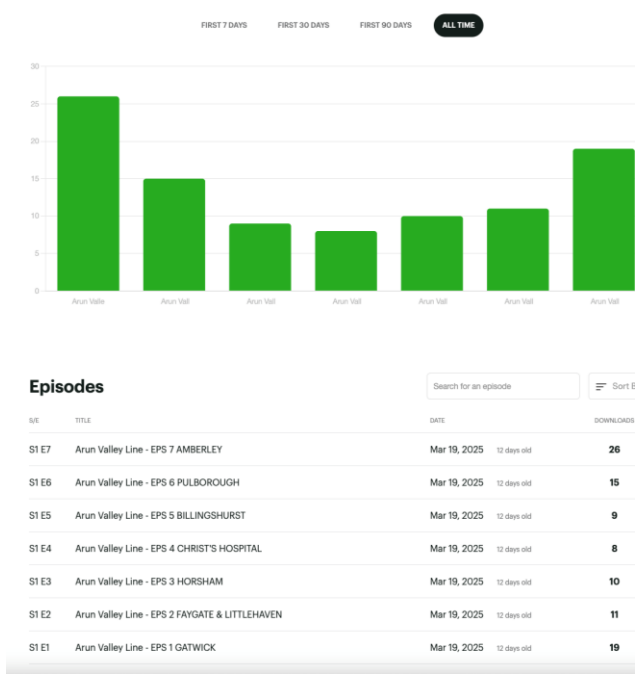 FIRST 7 DAYS FIRST 30 DAYS FIRST 90 DAYS ALL TIME
30
25
20
15
10
5
0
Arun Valle Arun Vall Arun Vall Arun Vall Arun Vall Arun Vall Arun Vall
Episodes Search for an episode Sort B
S/E TITLE DATE DOWNLOADS
S1 E7 Arun Valley Line - EPS 7 AMBERLEY Mar 19, 2025 12 days old 26
S1 E6 Arun Valley Line - EPS 6 PULBOROUGH Mar 19, 2025 12 days old 15
S1 E5 Arun Valley Line - EPS 5 BILLINGSHURST Mar 19, 2025 12 days old 9
S1 E4 Arun Valley Line - EPS 4 CHRIST'S HOSPITAL Mar 19, 2025 12 days old 8
S1 E3 Arun Valley Line - EPS 3 HORSHAM Mar 19, 2025 12 days old 10
S1 E2 Arun Valley Line - EPS 2 FAYGATE & LITTLEHAVEN Mar 19, 2025 12 days old 11
S1 E1 Arun Valley Line - EPS 1 GATWICK Mar 19, 2025 12 days old 19